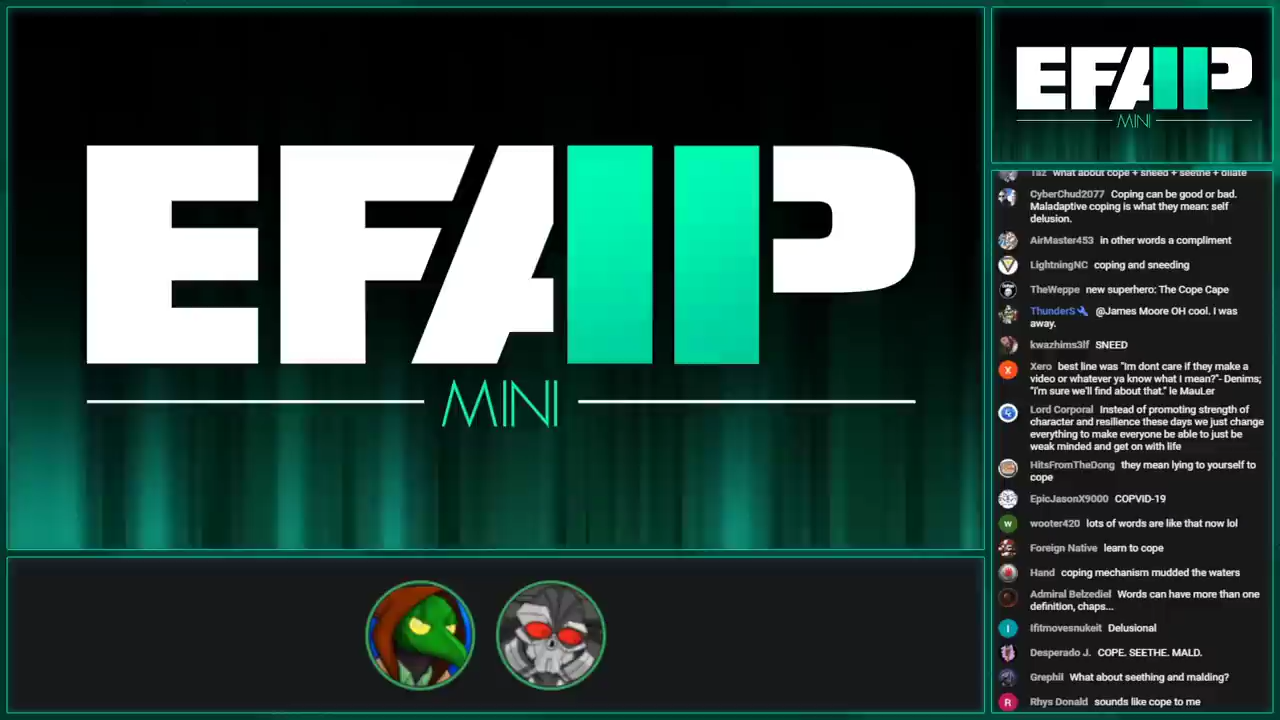 EFAP
MINI
EFAP
MINI
Taz what about cope + sneed + seethe + dilate
CyberChud2077 Coping can be good or bad.
Maladaptive coping is what they mean: self
delusion.
AirMaster453 in other words a compliment
LightningNC coping and sneeding
TheWeppe new superhero: The Cope Cape
ThunderS @James Moore OH cool. I was
away.
kwazhims3lf SNEED
X
Xero best line was "Im dont care if they make a
video or whatever ya know what I mean?"- Denims;
"I'm sure we'll find about that." le MauLer
Lord Corporal Instead of promoting strength of
character and resilience these days we just change
everything to make everyone be able to just be
weak minded and get on with life
HitsFromTheDong they mean lying to yourself to
cope
EpicJasonX9000 COPVID-19
w
wooter420 lots of words are like that now lol
Foreign Native learn to cope
Hand coping mechanism mudded the waters
Admiral Belzediel Words can have more than one
definition, chaps...
I
Ifitmovesnukeit Delusional
Desperado J. COPE. SEETHE. MALD.
Grephil What about seething and malding?
R
Rhys Donald sounds like cope to me